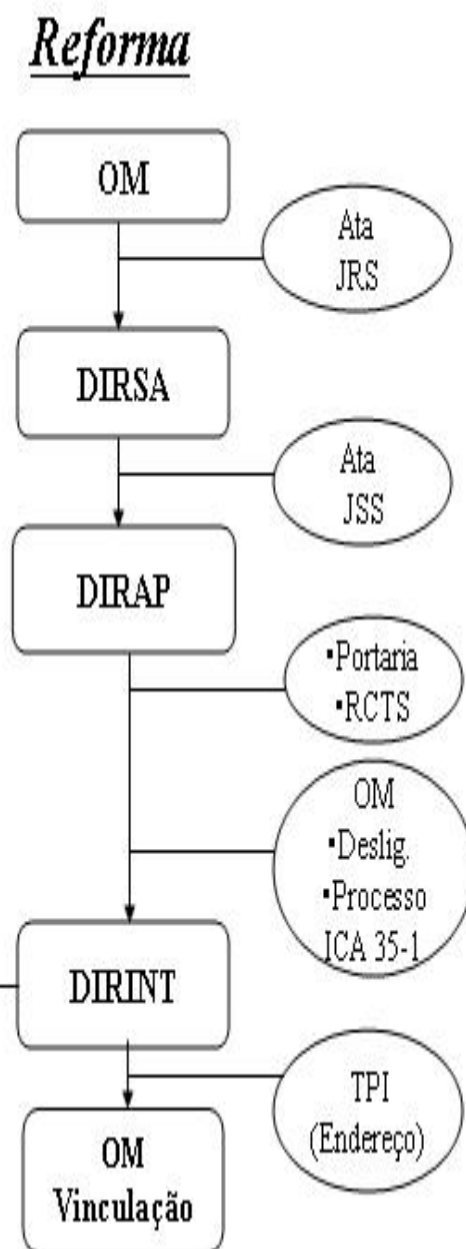 Reforma
OM
Ata
JRS
DIRSA
Ata
JSS
DIRAP
▪Portaria
▪RCTS
OM
▪Deslig.
▪Processo
ICA 35-1
DIRINT
TPI
(Endereço)
OM
Vinculação